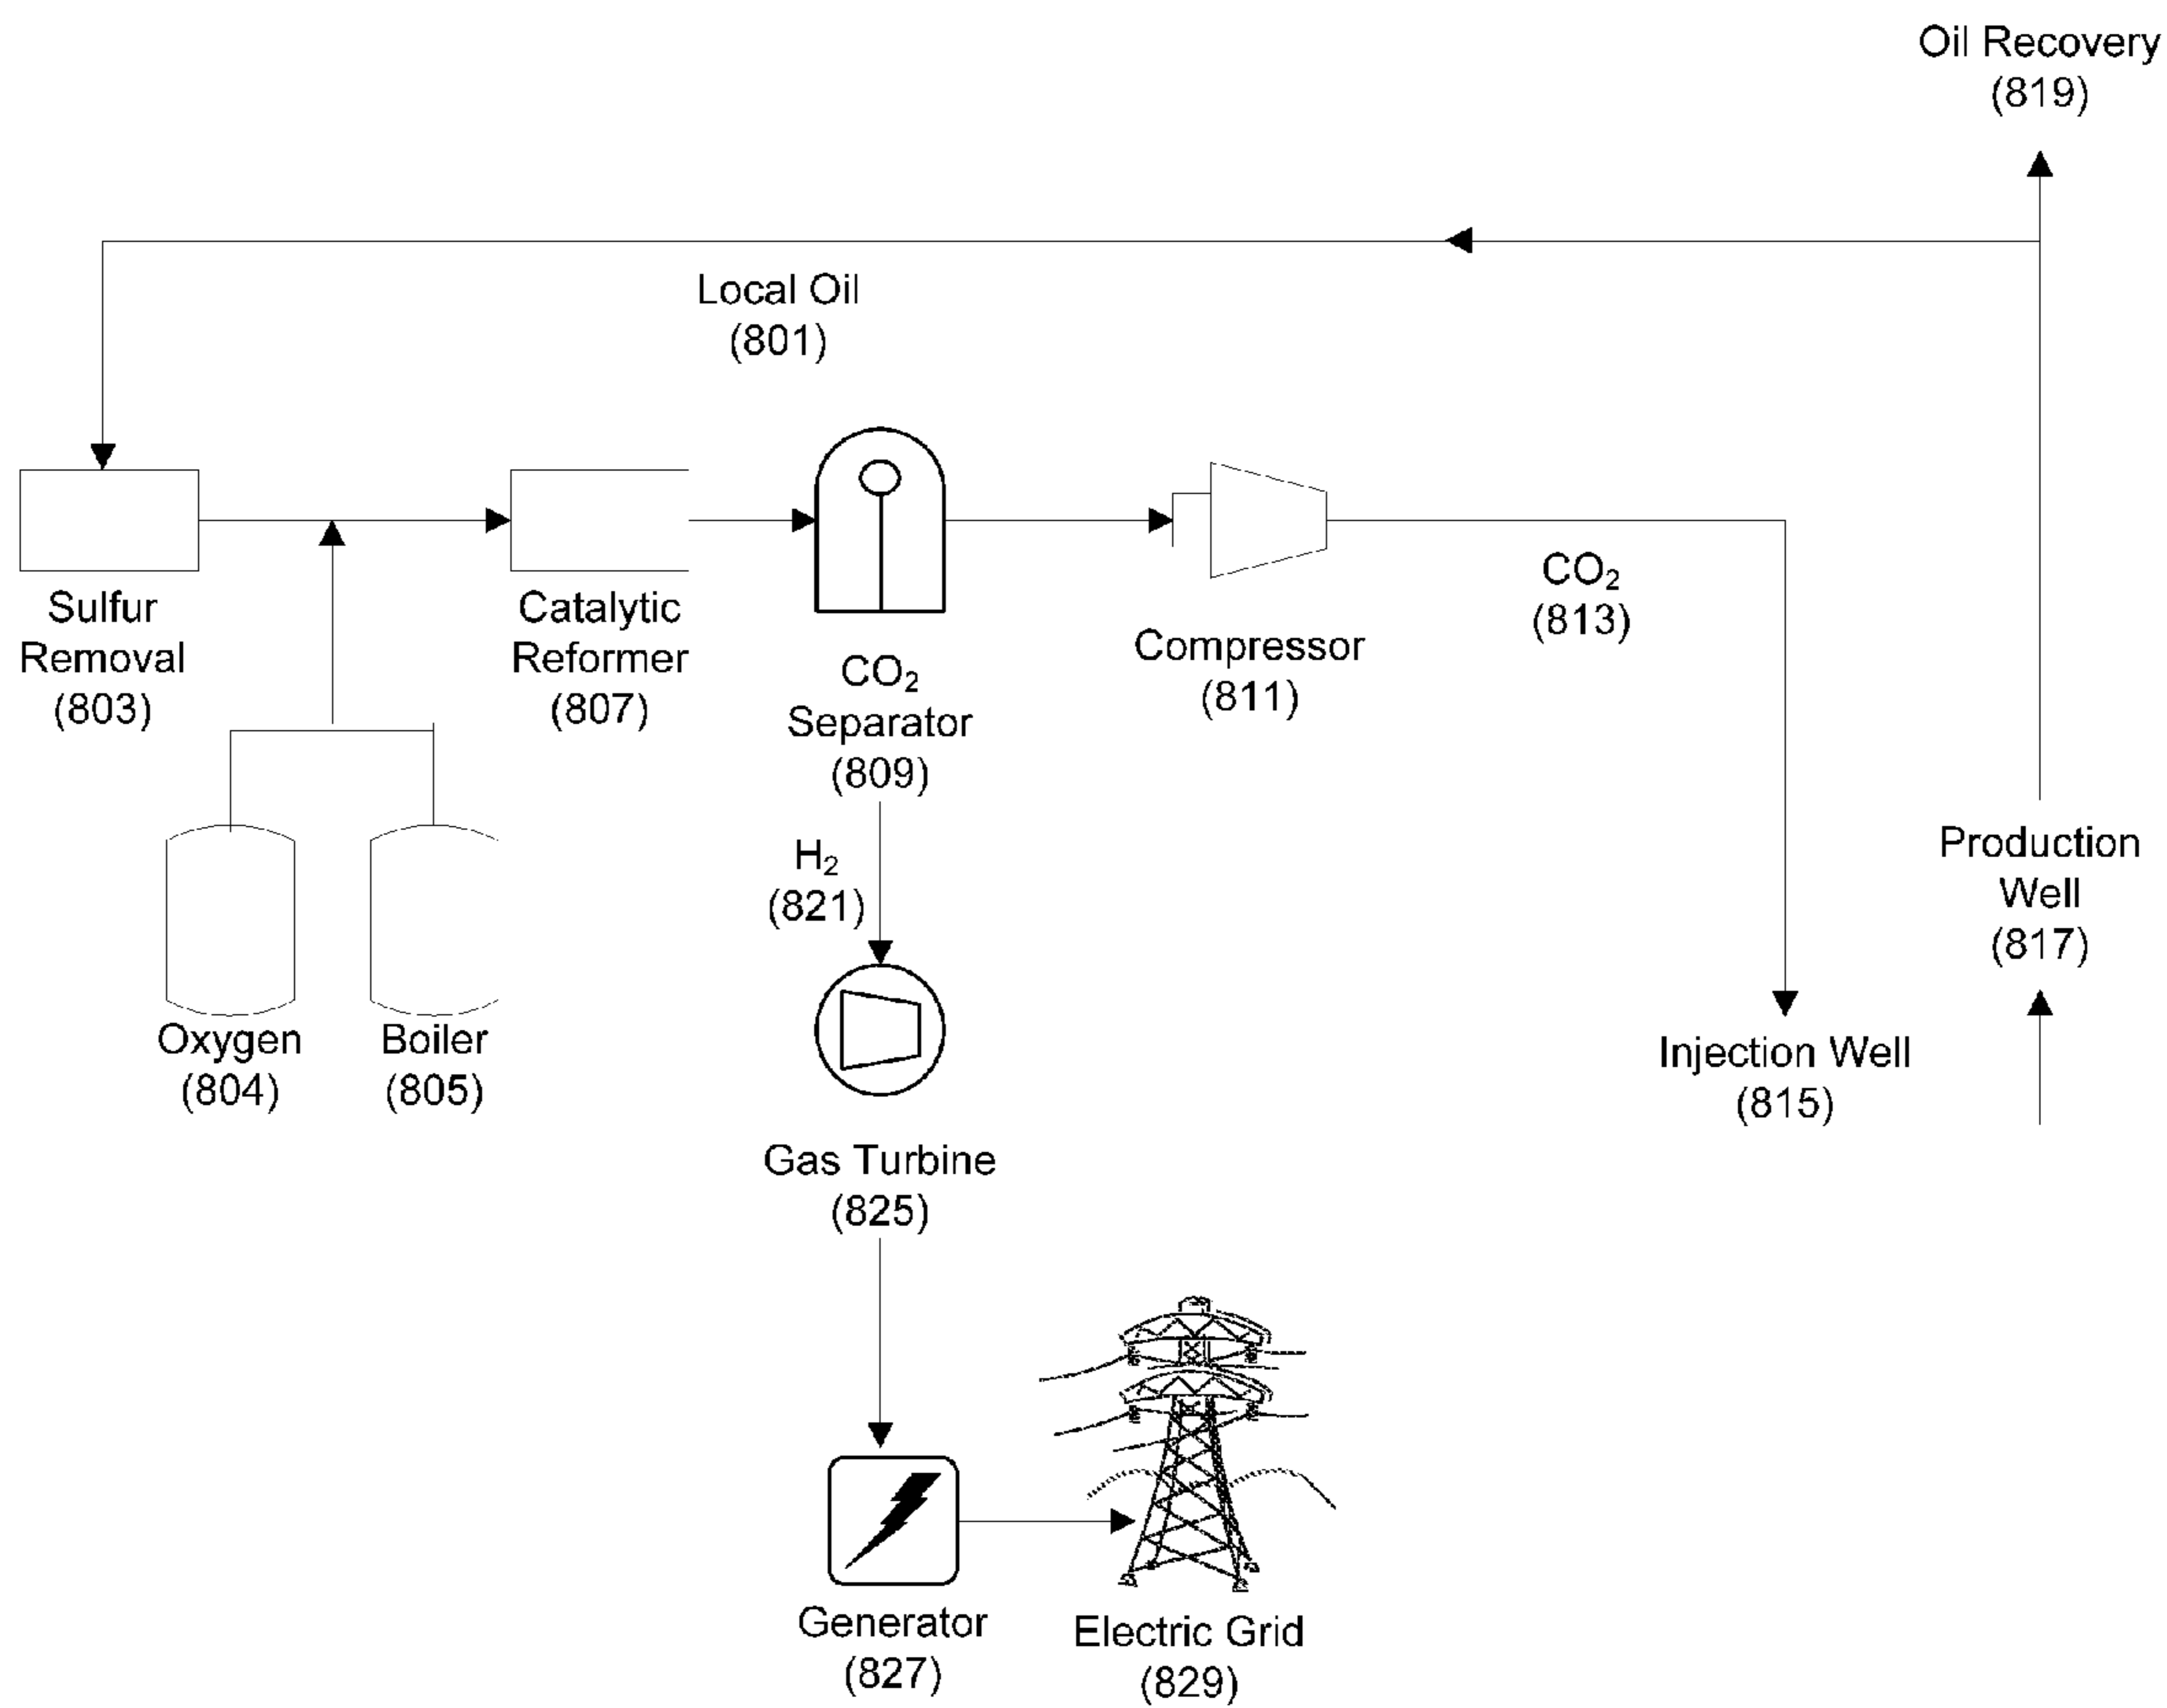 Oil Recovery
(819)
Local Oil
(801)
Sulfur
Removal
(803)
Catalytic
Reformer
(807)
CO₂
Separator
(809)
Compressor
(811)
CO₂
(813)
H₂
(821)
Production
Well
(817)
Oxygen
(804)
Boiler
(805)
Injection Well
(815)
Gas Turbine
(825)
Generator
(827)
Electric Grid
(829)